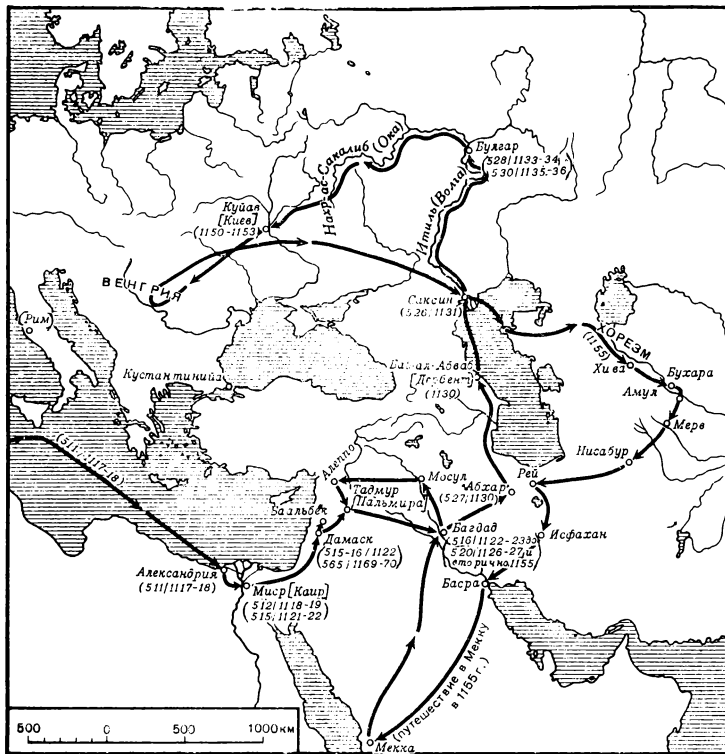 Нахр-ас-Сакалиб (Ока)
Булгар
(528/1133-34,
530/1135-36
Итиль (Волга)
Куйав
[Киев]
(1150-1153)
ВЕНГРИЯ
(Рим)
Саксин
(526/1131)
ХОРЕЗМ
(1155)
Хива
Бухара
Амул
Мерв
Нисабур
Кустантинийа
[Дербент]
(1130)
(511/1117-18)
Алеппо
Мосул
Абхар
(527/1130)
Рей
Тадмур
[Пальмира]
Баальбек
Дамаск
515-16/1122
565/1169-70)
Багдад
516/1122-23
520/1126-27
вторично 1155)
Исфахан
Александрия
(511/1117-18)
Миср [Каир]
(512/1118-19
515/1121-22)
Басра
(путешествие в Мекку
в 1155 г.)
Мекка
500 0 500 1000 км